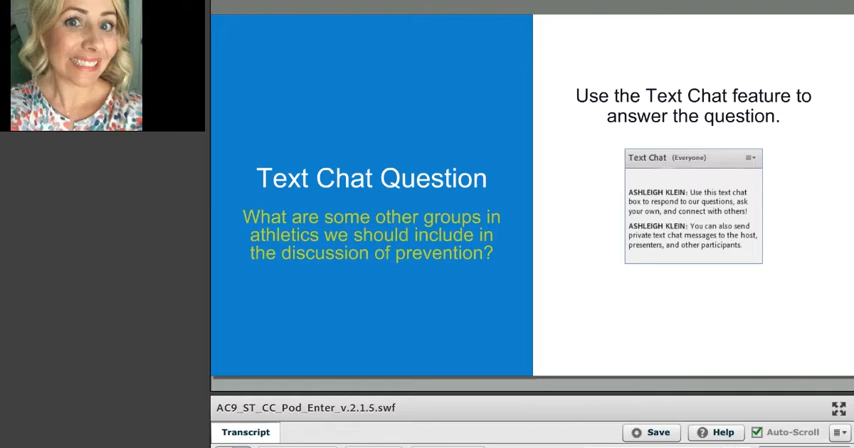 Text Chat Question
What are some other groups in
athletics we should include in
the discussion of prevention?
Use the Text Chat feature to
answer the question.
Text Chat (Everyone)
ASHLEIGH KLEIN: Use this text chat
box to respond to our questions, ask
your own, and connect with others!
ASHLEIGH KLEIN: You can also send
private text chat messages to the host,
presenters, and other participants.
AC9_ST_CC_Pod_Enter_v.2.1.5.swf
Transcript
Save
Help
Auto-Scroll